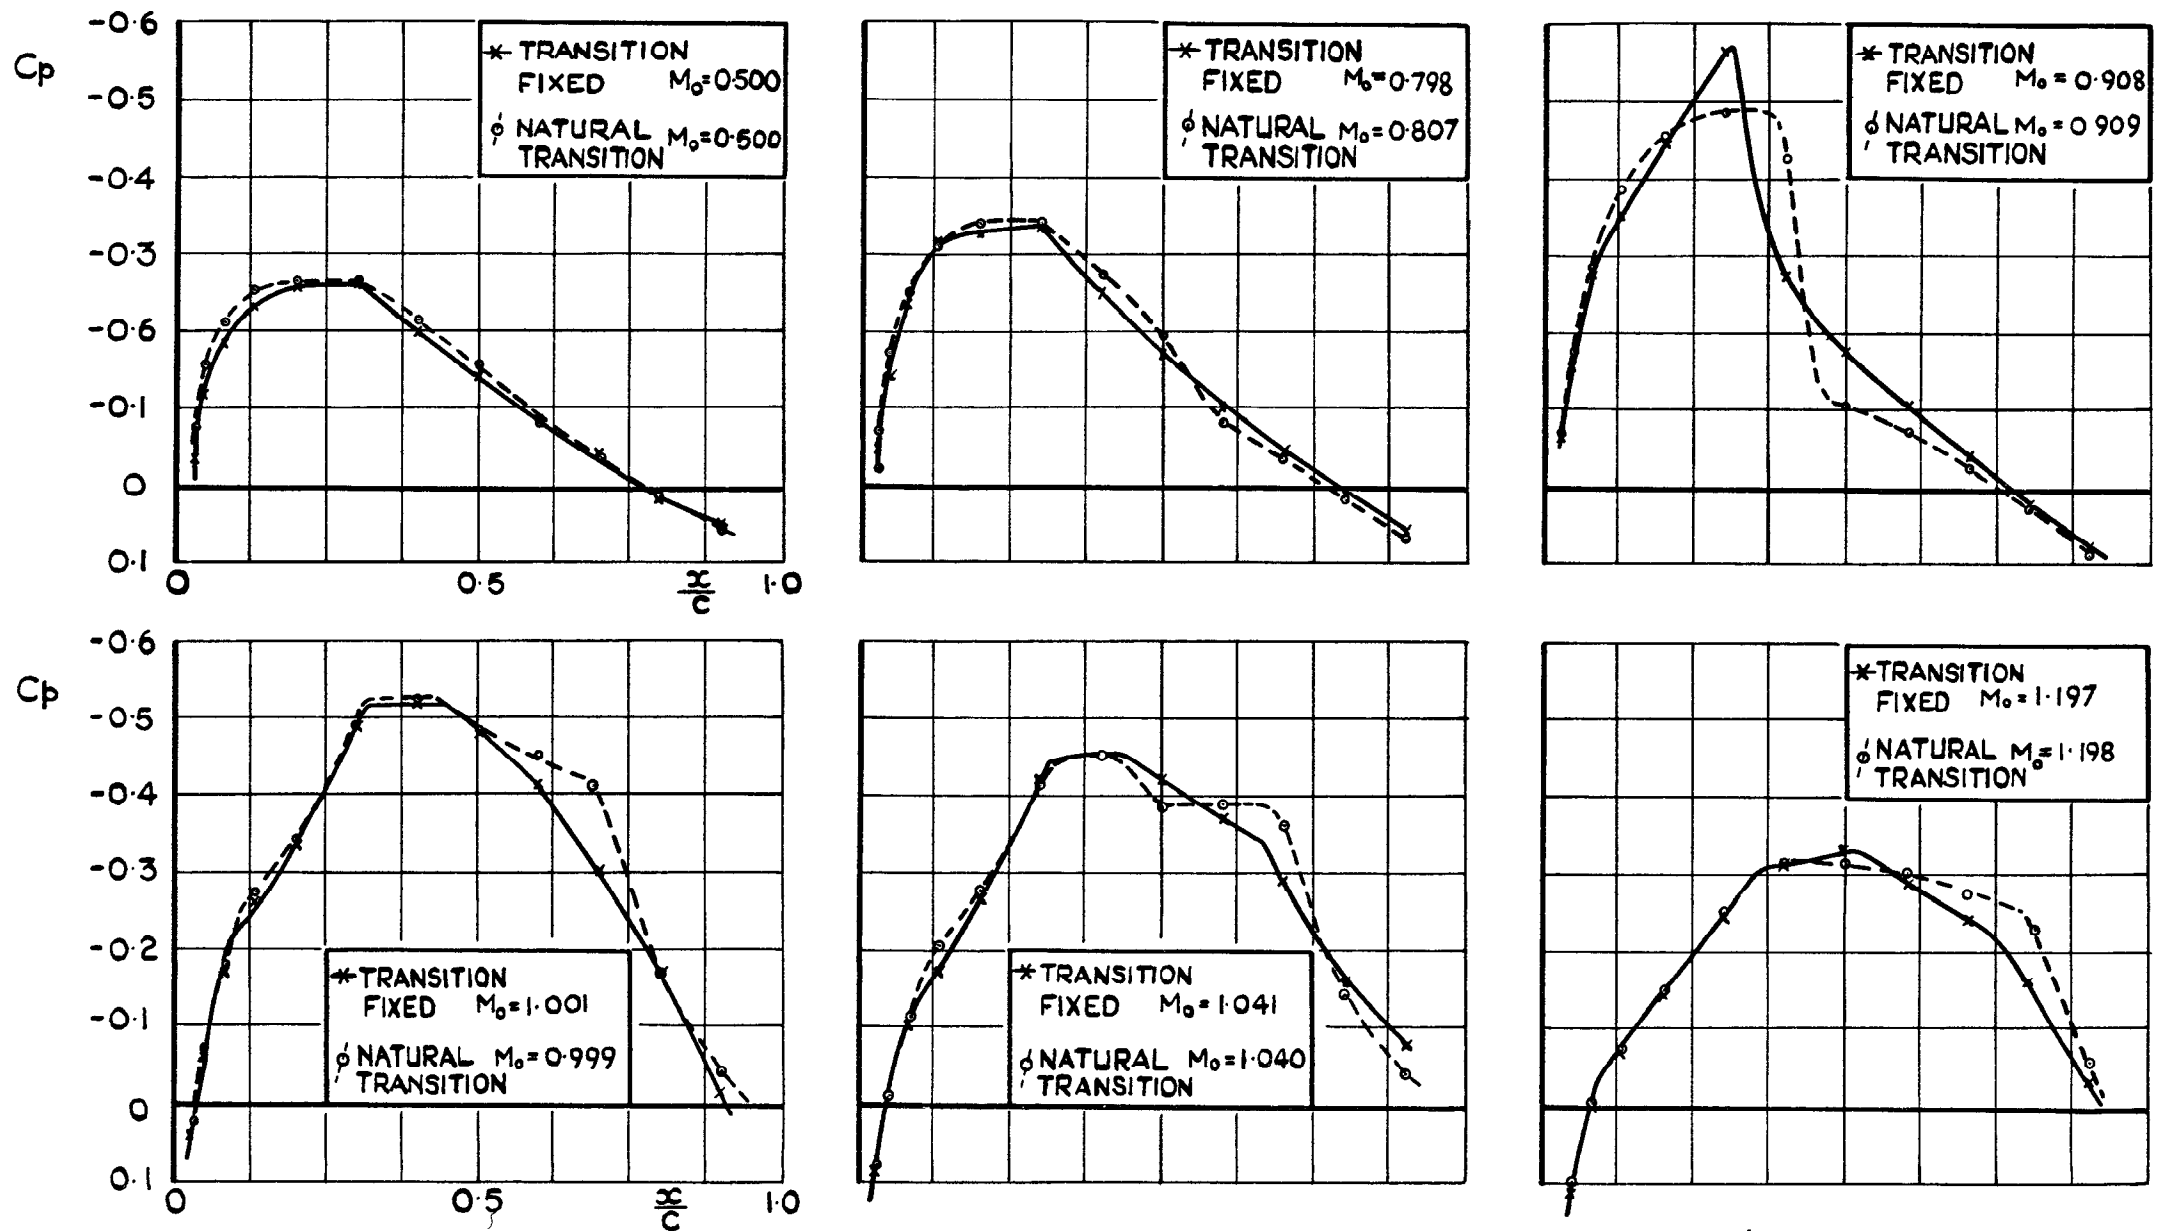 -0.6
Cp
-0.5
-0.4
-0.3
-0.6
-0.1
0
0.1
0 0.5 x/c 1.0
TRANSITION
FIXED M₀=0.500
NATURAL M₀=0.500
TRANSITION
TRANSITION
FIXED M₀=0.798
NATURAL M₀=0.807
TRANSITION
TRANSITION
FIXED M₀=0.908
NATURAL M₀=0 909
TRANSITION
-0.6
Cp
-0.5
-0.4
-0.3
-0.2
-0.1
0
0.1
0 0.5 x/c 1.0
TRANSITION
FIXED M₀=1.001
NATURAL M₀=0.999
TRANSITION
TRANSITION
FIXED M₀=1.041
NATURAL M₀=1.040
TRANSITION
TRANSITION
FIXED M₀=1.197
NATURAL M₀=1.198
TRANSITION